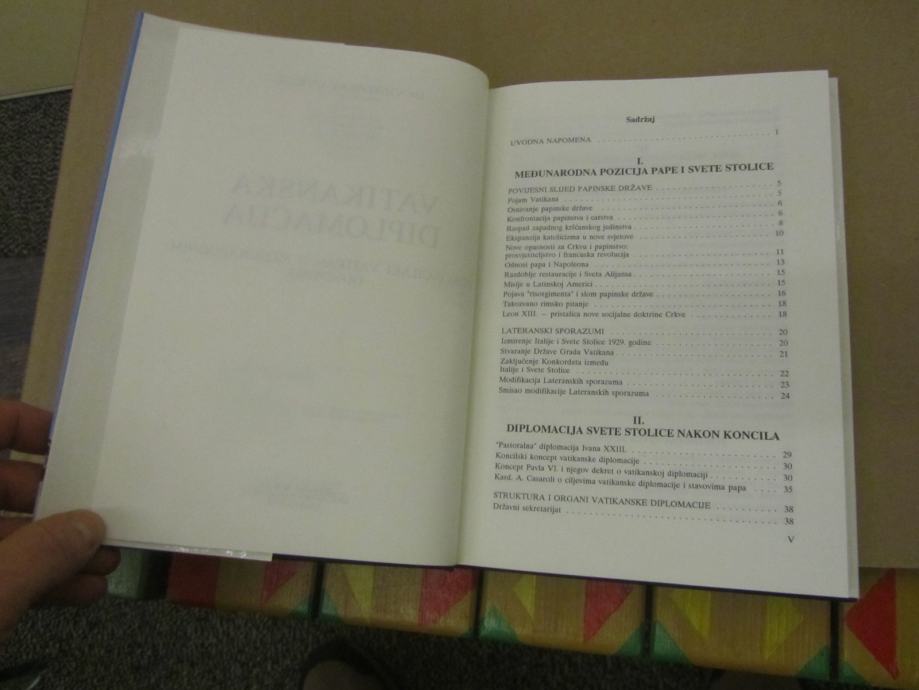 Sadržaj
UVODNA NAPOMENA . . . . . . . . . . . . . . . . . . . . . . . . . . 1
I.
MEĐUNARODNA POZICIJA PAPE I SVETE STOLICE
POVIJESNI SLIJED PAPINSKE DRŽAVE . . . . . . . . . . . . . . . . . . 5
Pojam Vatikana . . . . . . . . . . . . . . . . . . . . . . . . . . 5
Osnivanje papinske države . . . . . . . . . . . . . . . . . . . . . . 6
Konfrontacija papinstva i carstva . . . . . . . . . . . . . . . . . . . . 6
Raspad zapadnog kršćanskog jedinstva . . . . . . . . . . . . . . . . . . 8
Ekspanzija katolicizma u nove svjetove . . . . . . . . . . . . . . . . . . 10
Nove opasnosti za Crkvu i papinstvo:
prosvjetiteljstvo i francuska revolucija . . . . . . . . . . . . . . . . . . 11
Odnosi papa i Napoleona . . . . . . . . . . . . . . . . . . . . . . 13
Razdoblje restauracije i Sveta Alijansa . . . . . . . . . . . . . . . . . . 15
Misije u Latinskoj Americi . . . . . . . . . . . . . . . . . . . . . . 15
Pojava "risorgimenta" i slom papinske države . . . . . . . . . . . . . . . 16
Takozvano rimsko pitanje . . . . . . . . . . . . . . . . . . . . . . 18
Leon XIII. — pristalica nove socijalne doktrine Crkve . . . . . . . . . . . . 18
LATERANSKI SPORAZUMI . . . . . . . . . . . . . . . . . . . . . . 20
Izmirenje Italije i Svete Stolice 1929. godine . . . . . . . . . . . . . . . 20
Stvaranje Države Grada Vatikana . . . . . . . . . . . . . . . . . . . 21
Zaključenje Konkordata između
Italije i Svete Stolice . . . . . . . . . . . . . . . . . . . . . . . . 22
Modifikacija Lateranskih sporazuma . . . . . . . . . . . . . . . . . . 23
Smisao modifikacije Lateranskih sporazuma . . . . . . . . . . . . . . . 24
II.
DIPLOMACIJA SVETE STOLICE NAKON KONCILA
"Pastoralna" diplomacija Ivana XXIII. . . . . . . . . . . . . . . . . . . 29
Koncilski koncept vatikanske diplomacije . . . . . . . . . . . . . . . . 30
Koncept Pavla VI. i njegov dekret o vatikanskoj diplomaciji . . . . . . . . . 30
Kard. A. Casaroli o ciljevima vatikanske diplomacije i stavovima papa . . . . 35
STRUKTURA I ORGANI VATIKANSKE DIPLOMACIJE . . . . . . . . . . . 38
Državni sekretarijat . . . . . . . . . . . . . . . . . . . . . . . . 38
V